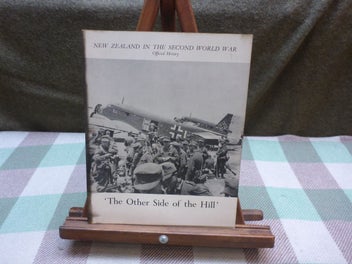 NEW ZEALAND IN THE SECOND WORLD WAR
Official History
'The Other Side of the Hill'